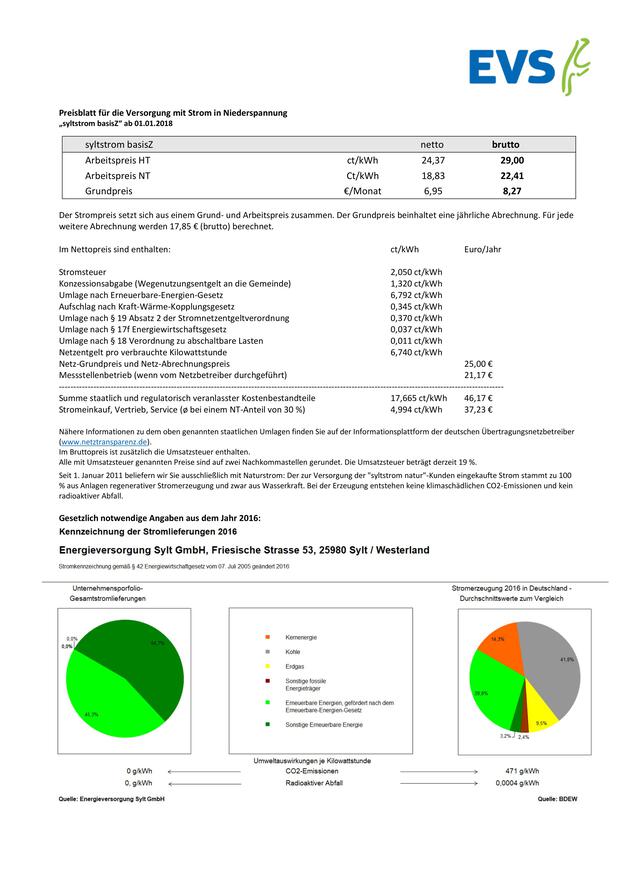 EVS
Preisblatt für die Versorgung mit Strom in Niederspannung
„syltstrom basisZ“ ab 01.01.2018
syltstrom basisZ netto brutto
Arbeitspreis HT ct/kWh 24,37 29,00
Arbeitspreis NT Ct/kWh 18,83 22,41
Grundpreis €/Monat 6,95 8,27
Der Strompreis setzt sich aus einem Grund- und Arbeitspreis zusammen. Der Grundpreis beinhaltet eine jährliche Abrechnung. Für jede
weitere Abrechnung werden 17,85 € (brutto) berechnet.
Im Nettopreis sind enthalten: ct/kWh Euro/Jahr
Stromsteuer 2,050 ct/kWh
Konzessionsabgabe (Wegenutzungsentgelt an die Gemeinde) 1,320 ct/kWh
Umlage nach Erneuerbare-Energien-Gesetz 6,792 ct/kWh
Aufschlag nach Kraft-Wärme-Kopplungsgesetz 0,345 ct/kWh
Umlage nach § 19 Absatz 2 der Stromnetzentgeltverordnung 0,370 ct/kWh
Umlage nach § 17f Energiewirtschaftsgesetz 0,037 ct/kWh
Umlage nach § 18 Verordnung zu abschaltbare Lasten 0,011 ct/kWh
Netzentgelt pro verbrauchte Kilowattstunde 6,740 ct/kWh
Netz-Grundpreis und Netz-Abrechnungspreis 25,00 €
Messstellenbetrieb (wenn vom Netzbetreiber durchgeführt) 21,17 €
Summe staatlich und regulatorisch veranlasster Kostenbestandteile 17,665 ct/kWh 46,17 €
Stromeinkauf, Vertrieb, Service (ø bei einem NT-Anteil von 30 %) 4,994 ct/kWh 37,23 €
Nähere Informationen zu dem oben genannten staatlichen Umlagen finden Sie auf der Informationsplattform der deutschen Übertragungsnetzbetreiber
(www.netztransparenz.de).
Im Bruttopreis ist zusätzlich die Umsatzsteuer enthalten.
Alle mit Umsatzsteuer genannten Preise sind auf zwei Nachkommastellen gerundet. Die Umsatzsteuer beträgt derzeit 19 %.
Seit 1. Januar 2011 beliefern wir Sie ausschließlich mit Naturstrom: Der zur Versorgung der "syltstrom natur"-Kunden eingekaufte Strom stammt zu 100
% aus Anlagen regenerativer Stromerzeugung und zwar aus Wasserkraft. Bei der Erzeugung entstehen keine klimaschädlichen CO2-Emissionen und kein
radioaktiver Abfall.
Gesetzlich notwendige Angaben aus dem Jahr 2016:
Kennzeichnung der Stromlieferungen 2016
Energieversorgung Sylt GmbH, Friesische Strasse 53, 25980 Sylt / Westerland
Stromkennzeichnung gemäß § 42 Energiewirtschaftsgesetz vom 07. Juli 2005 geändert 2016
Unternehmensporfolio-
Gesamtstromlieferungen
Stromerzeugung 2016 in Deutschland -
Durchschnittswerte zum Vergleich
0,0%
0,0%
Kernenergie
Kohle
Erdgas
Sonstige fossile
Energieträger
Erneuerbare Energien, gefördert nach dem
Erneuerbare-Energien-Gesetz
Sonstige Erneuerbare Energie
14,3%
41,8%
9,5%
2,4%
3,2%
Umweltauswirkungen je Kilowattstunde
0 g/kWh CO2-Emissionen 471 g/kWh
0, g/kWh Radioaktiver Abfall 0,0004 g/kWh
Quelle: Energieversorgung Sylt GmbH Quelle: BDEW